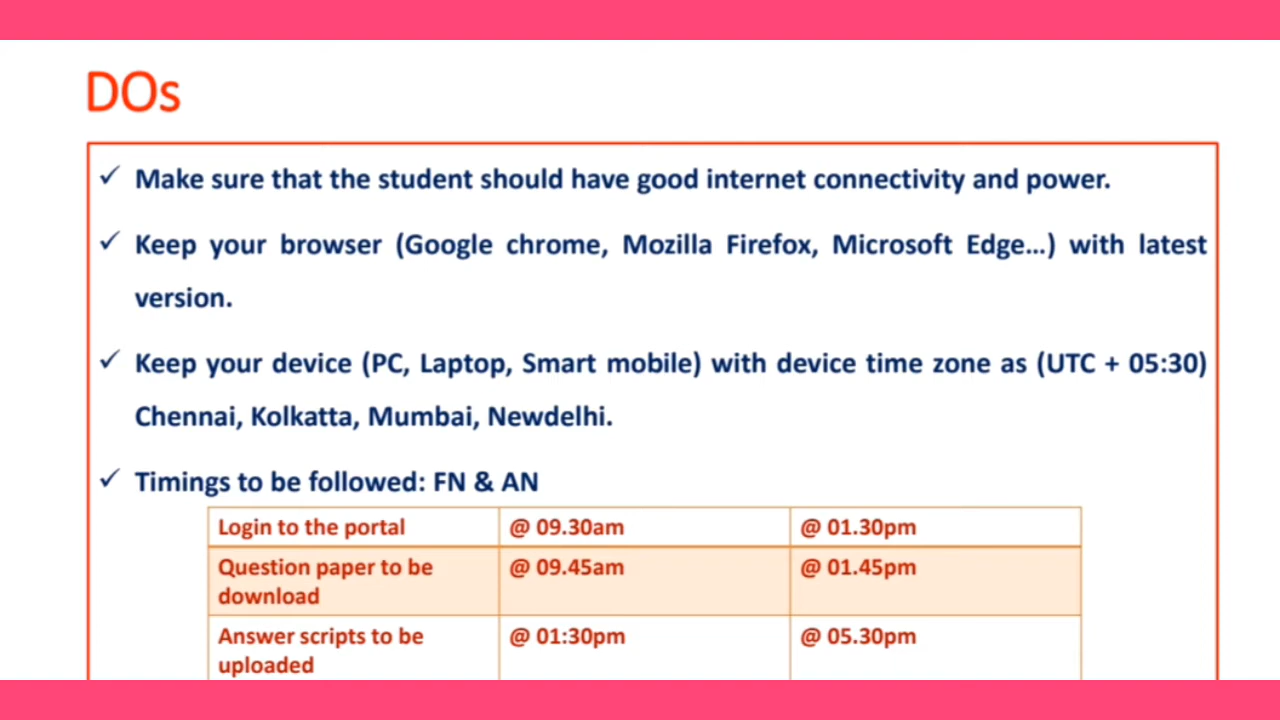 DOs
✓ Make sure that the student should have good internet connectivity and power.
✓ Keep your browser (Google chrome, Mozilla Firefox, Microsoft Edge...) with latest
version.
✓ Keep your device (PC, Laptop, Smart mobile) with device time zone as (UTC + 05:30)
Chennai, Kolkatta, Mumbai, Newdelhi.
✓ Timings to be followed: FN & AN
Login to the portal @ 09.30am @ 01.30pm
Question paper to be @ 09.45am @ 01.45pm
download
Answer scripts to be @ 01:30pm @ 05.30pm
uploaded